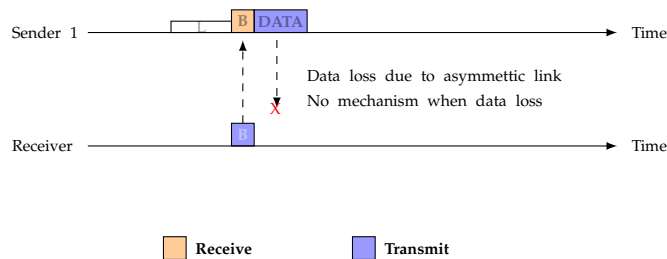 Sender 1 L B DATA Time
Data loss due to asymmettic link
No mechanism when data loss
X
Receiver B Time
Receive Transmit